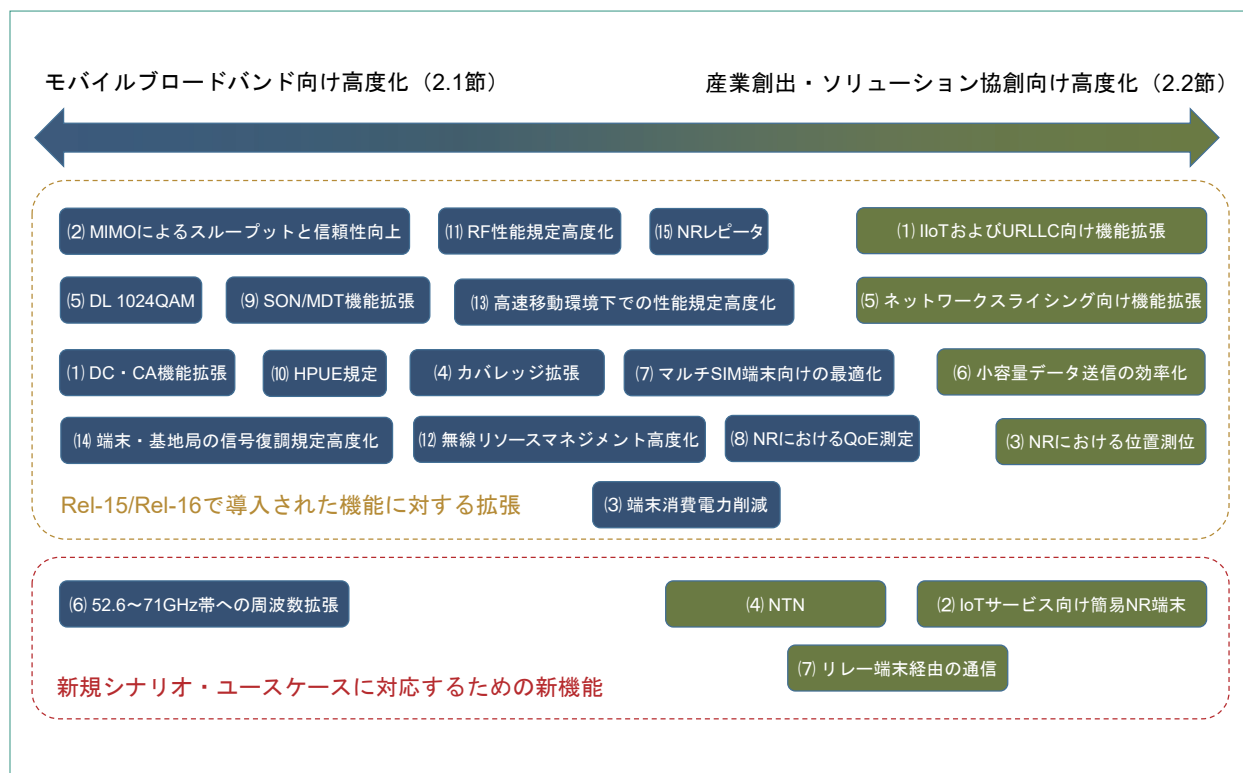 モバイルブロードバンド向け高度化（2.1節）
産業創出・ソリューション協創向け高度化（2.2節）
⑵ MIMOによるスループットと信頼性向上
⑾ RF性能規定高度化
⒂ NRレピータ
⑴ IIoTおよびURLLC向け機能拡張
⑸ DL 1024QAM
⑼ SON/MDT機能拡張
⒀ 高速移動環境下での性能規定高度化
⑸ ネットワークスライシング向け機能拡張
⑴ DC・CA機能拡張
⑽ HPUE規定
⑷ カバレッジ拡張
⑺ マルチSIM端末向けの最適化
⑹ 小容量データ送信の効率化
⒁ 端末・基地局の信号復調規定高度化
⑿ 無線リソースマネジメント高度化
⑻ NRにおけるQoE測定
⑶ NRにおける位置測位
Rel-15/Rel-16で導入された機能に対する拡張
⑶ 端末消費電力削減
⑹ 52.6～71GHz帯への周波数拡張
⑷ NTN
⑵ IoTサービス向け簡易NR端末
⑺ リレー端末経由の通信
新規シナリオ・ユースケースに対応するための新機能